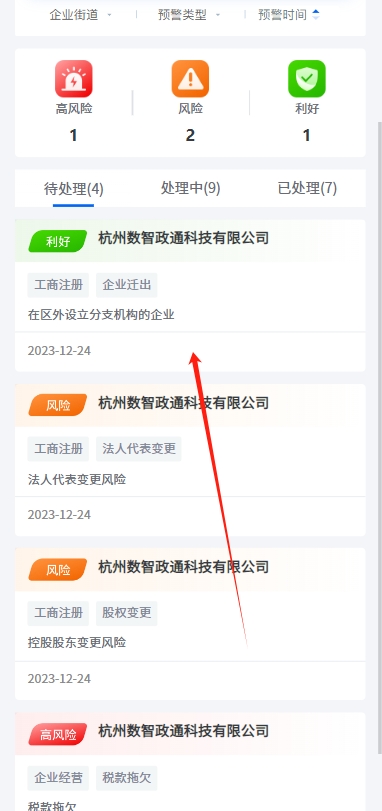 企业街道 预警类型 预警时间
高风险 风险 利好
1 2 1
待处理(4) 处理中(9) 已处理(7)
利好 杭州数智政通科技有限公司
工商注册 企业迁出
在区外设立分支机构的企业
2023-12-24
风险 杭州数智政通科技有限公司
工商注册 法人代表变更
法人代表变更风险
2023-12-24
风险 杭州数智政通科技有限公司
工商注册 股权变更
控股股东变更风险
2023-12-24
高风险 杭州数智政通科技有限公司
企业经营 税款拖欠
税款拖欠